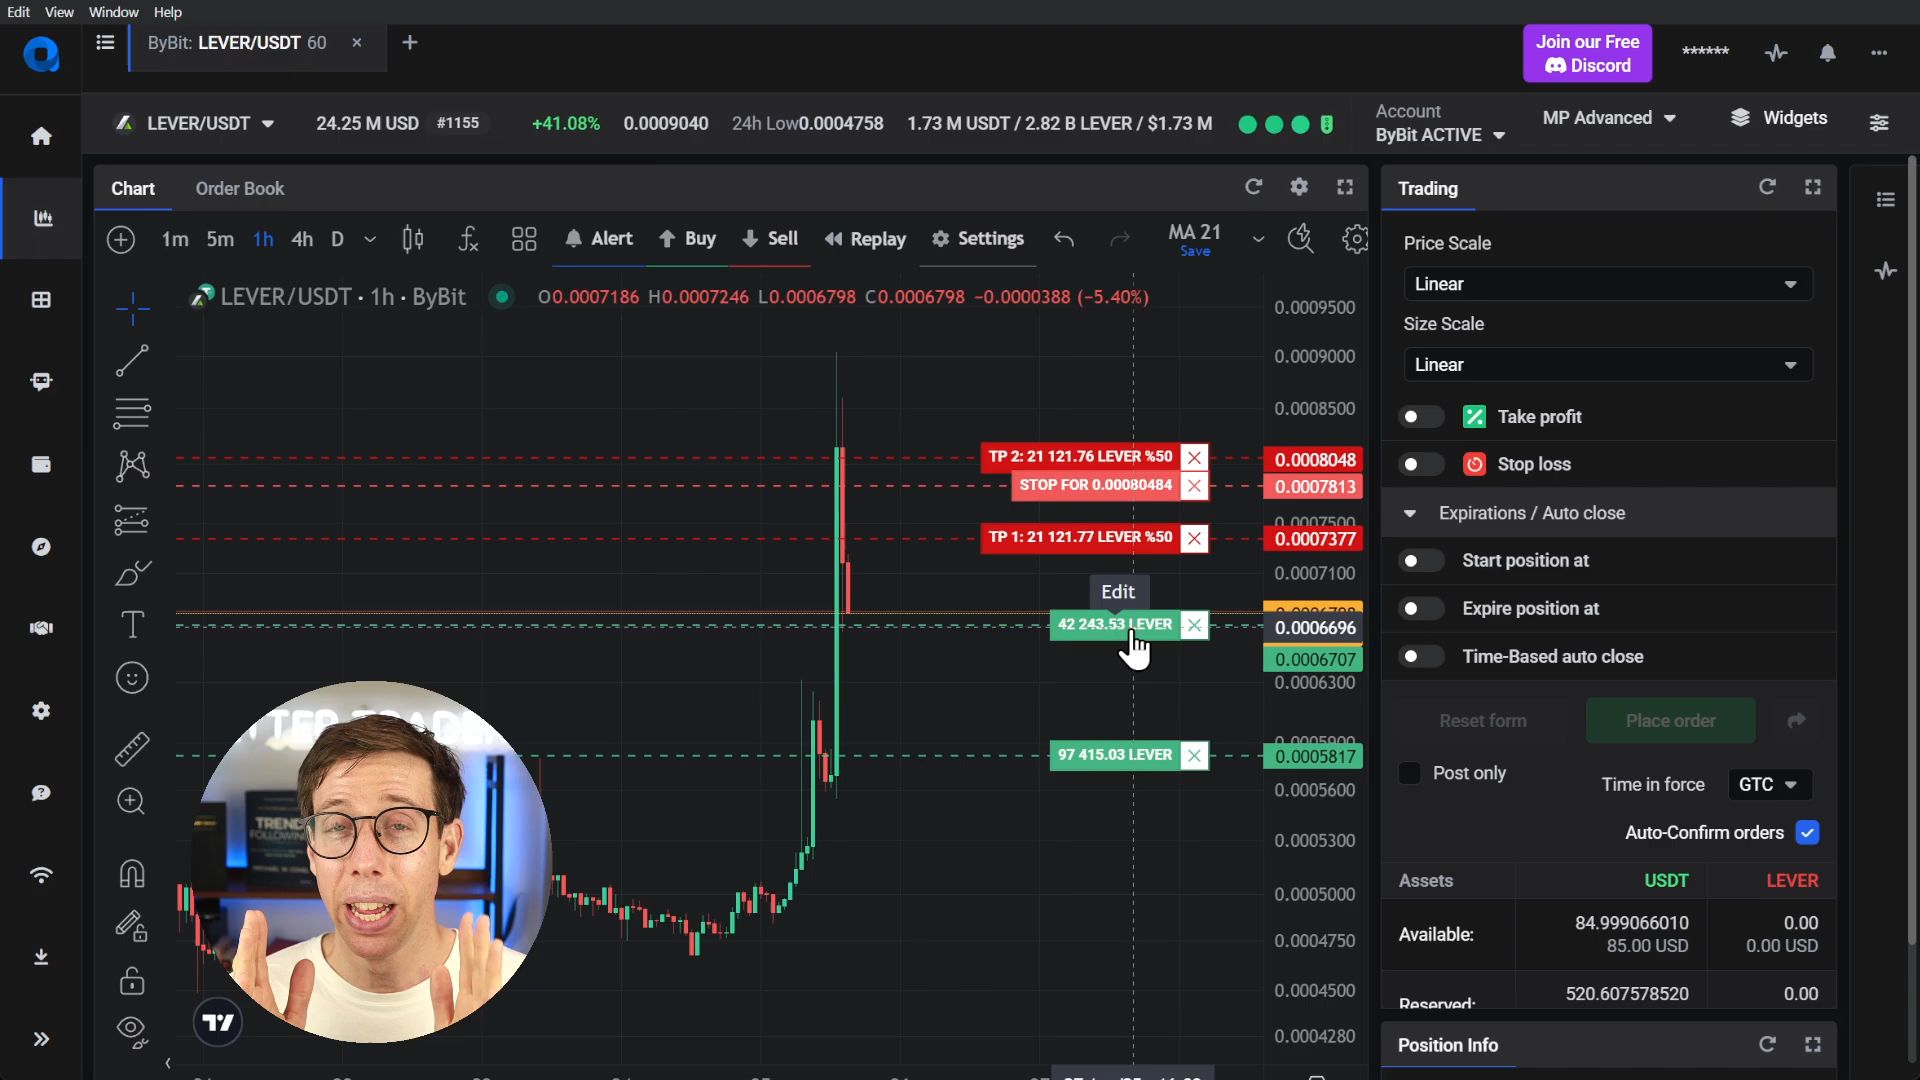 Edit View Window Help
ByBit: LEVER/USDT 60
Join our Free
Discord
******
LEVER/USDT 24.25 M USD #1155 +41.08% 0.0009040 24h Low0.0004758 1.73 M USDT / 2.82 B LEVER / $1.73 M
Account
ByBit ACTIVE
MP Advanced
Widgets
Chart Order Book
1m 5m 1h 4h D Alert Buy Sell Replay Settings MA 21
Save
LEVER/USDT · 1h · ByBit O0.0007186 H0.0007246 L0.0006798 C0.0006798 −0.0000388 (−5.40%)
0.0009500
0.0009000
0.0008500
TP 2: 21 121.76 LEVER %50 0.0008048
STOP FOR 0.00080484 0.0007813
0.0007500
TP 1: 21 121.77 LEVER %50 0.0007377
0.0007100
Edit
42 243.53 LEVER 0.0006696
0.0006707
0.0006300
97 415.03 LEVER 0.0005817
0.0005600
0.0005300
0.0005000
0.0004750
0.0004500
0.0004280
TREND
FOLLOWING
Trading
Price Scale
Linear
Size Scale
Linear
Take profit
Stop loss
Expirations / Auto close
Start position at
Expire position at
Time-Based auto close
Reset form Place order
Post only
Time in force GTC
Auto-Confirm orders
Assets USDT LEVER
Available: 84.999066010 0.00
85.00 USD 0.00 USD
Reserved: 520.607578520 0.00
Position Info